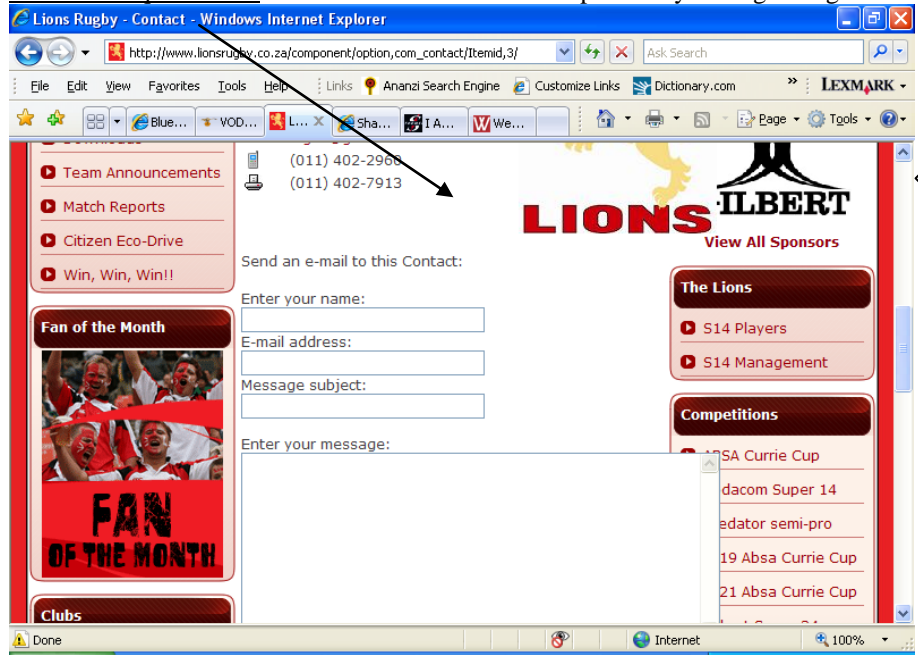 Lions Rugby - Contact - Windows Internet Explorer
http://www.lionsrugby.co.za/component/option,com_contact/Itemid,3/
Ask Search
File Edit View Favorites Tools Help
Links Ananzi Search Engine Customize Links Dictionary.com » LEXMARK
Blue... VOD... L... X Sha... I A... We...
Page Tools
Team Announcements
Match Reports
Citizen Eco-Drive
Win, Win, Win!!
Fan of the Month
FAN
OF THE MONTH
Clubs
(011) 402-2960
(011) 402-7913
Send an e-mail to this Contact:
Enter your name:
E-mail address:
Message subject:
Enter your message:
LIONS
ILBERT
View All Sponsors
The Lions
S14 Players
S14 Management
Competitions
ABSA Currie Cup
dacom Super 14
edator semi-pro
19 Absa Currie Cup
21 Absa Currie Cup
Done
Internet
100%